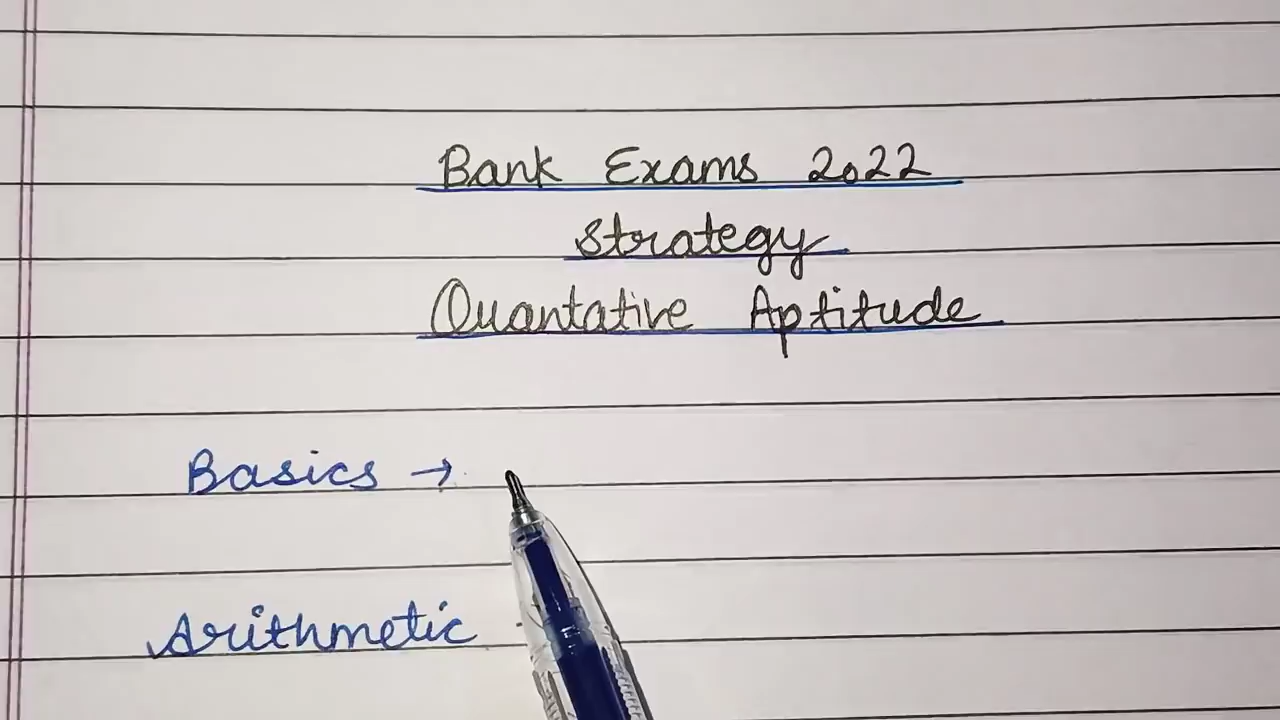 Bank Exams 2022
Strategy
Quantative Aptitude
Basics →
Arithmetic